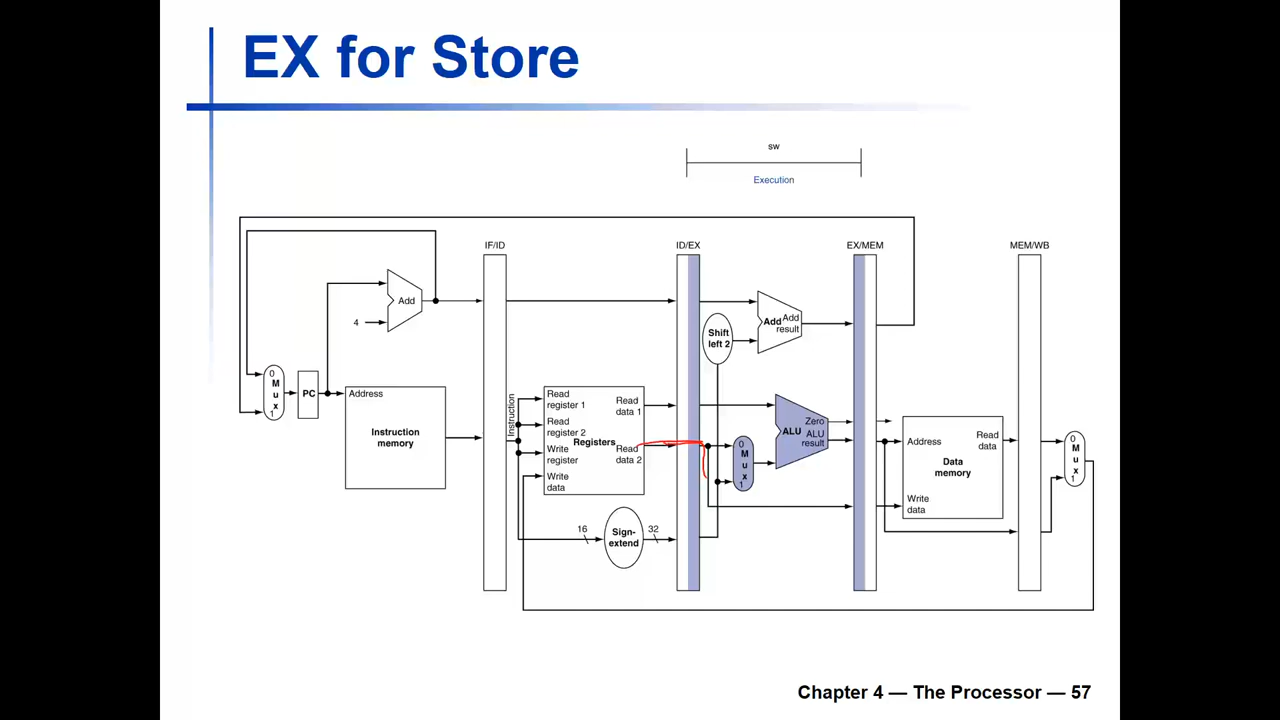 EX for Store
sw
Execution
IF/ID
ID/EX
EX/MEM
MEM/WB
Add
4
Shift
left 2
Add
Add
result
0
M
u
x
1
PC
Address
Instruction
memory
Instruction
Read
register 1
Read
register 2
Write
register
Write
data
Registers
Read
data 1
Read
data 2
16
Sign-
extend
32
0
M
u
x
1
ALU
Zero
ALU
result
Address
Write
data
Data
memory
Read
data
0
M
u
x
1
Chapter 4 — The Processor — 57